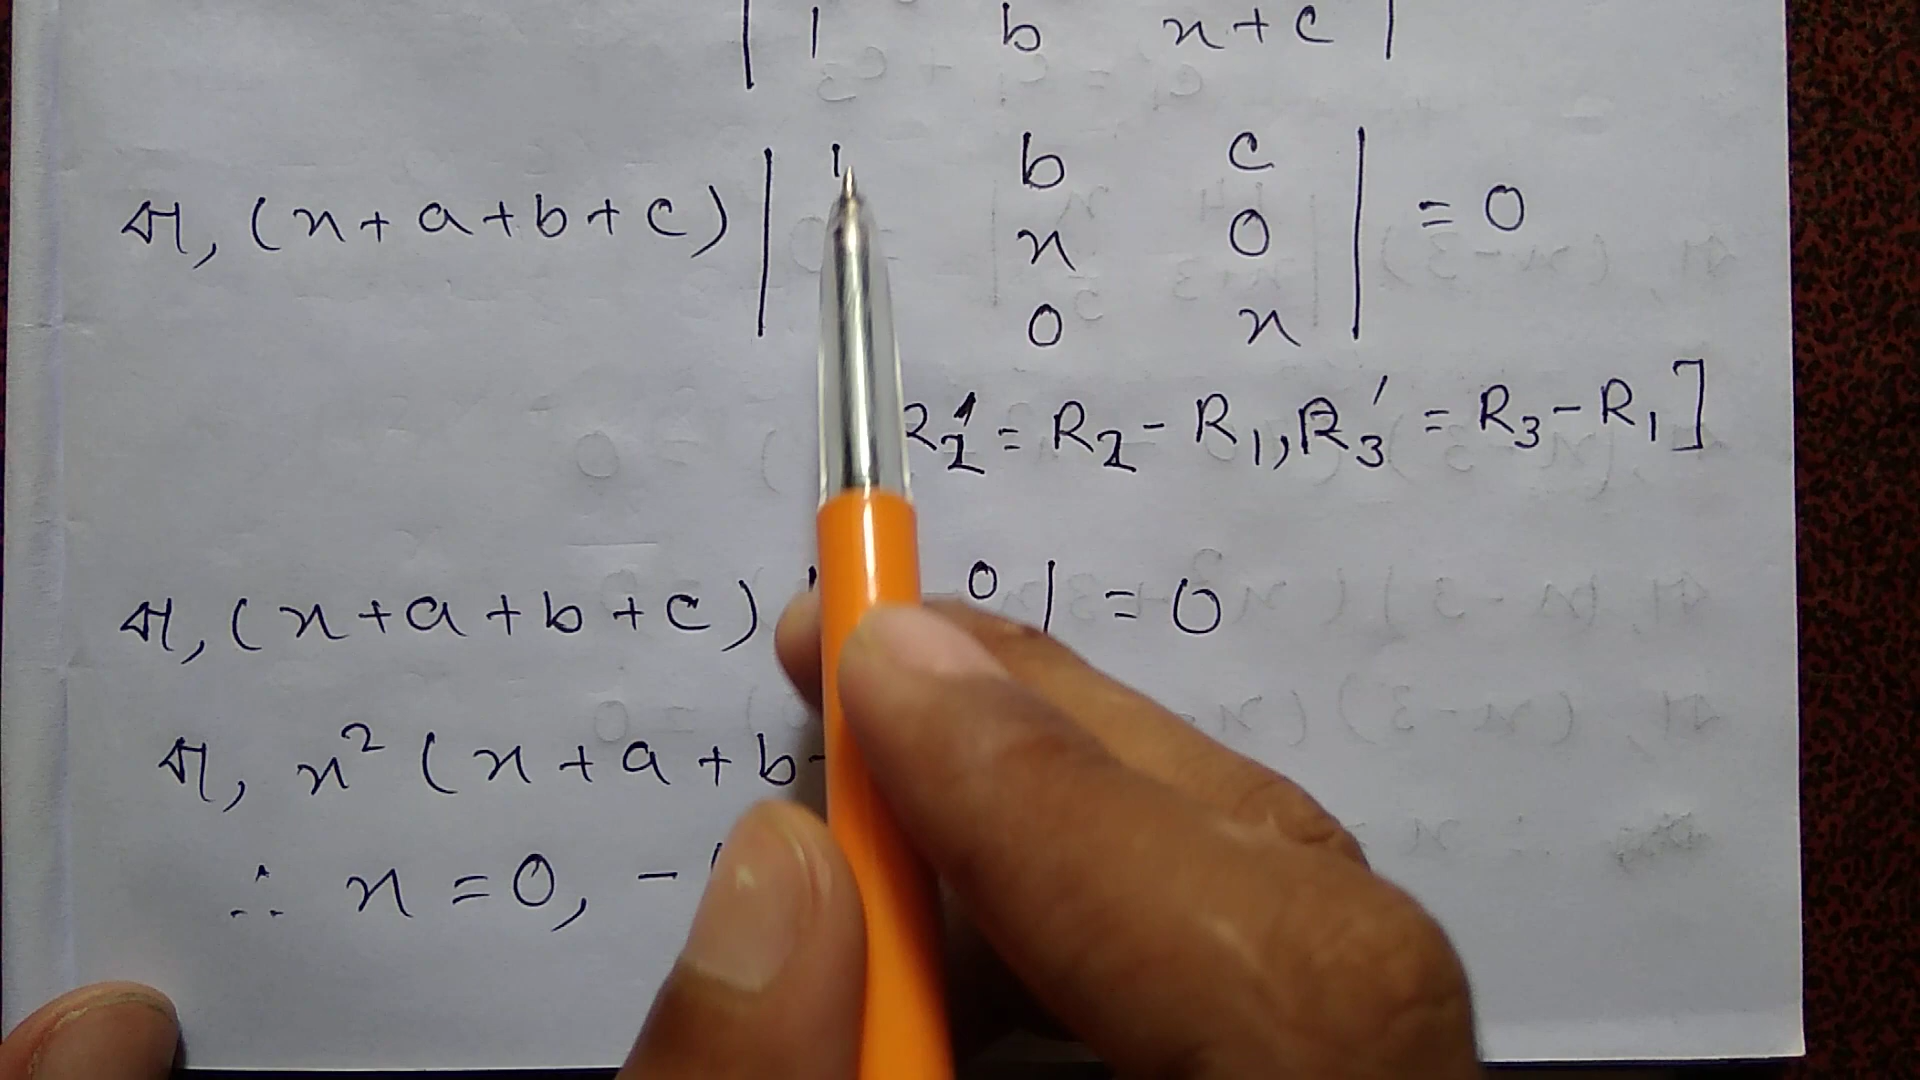 | 1 b x+c |
বা, (x+a+b+c) | 1 b c | = 0
x 0
0 x
R₂' = R₂ - R₁, R₃' = R₃ - R₁]
বা, (x+a+b+c) 0 | = 0
বা, x² (x+a+b
∴ x = 0, -